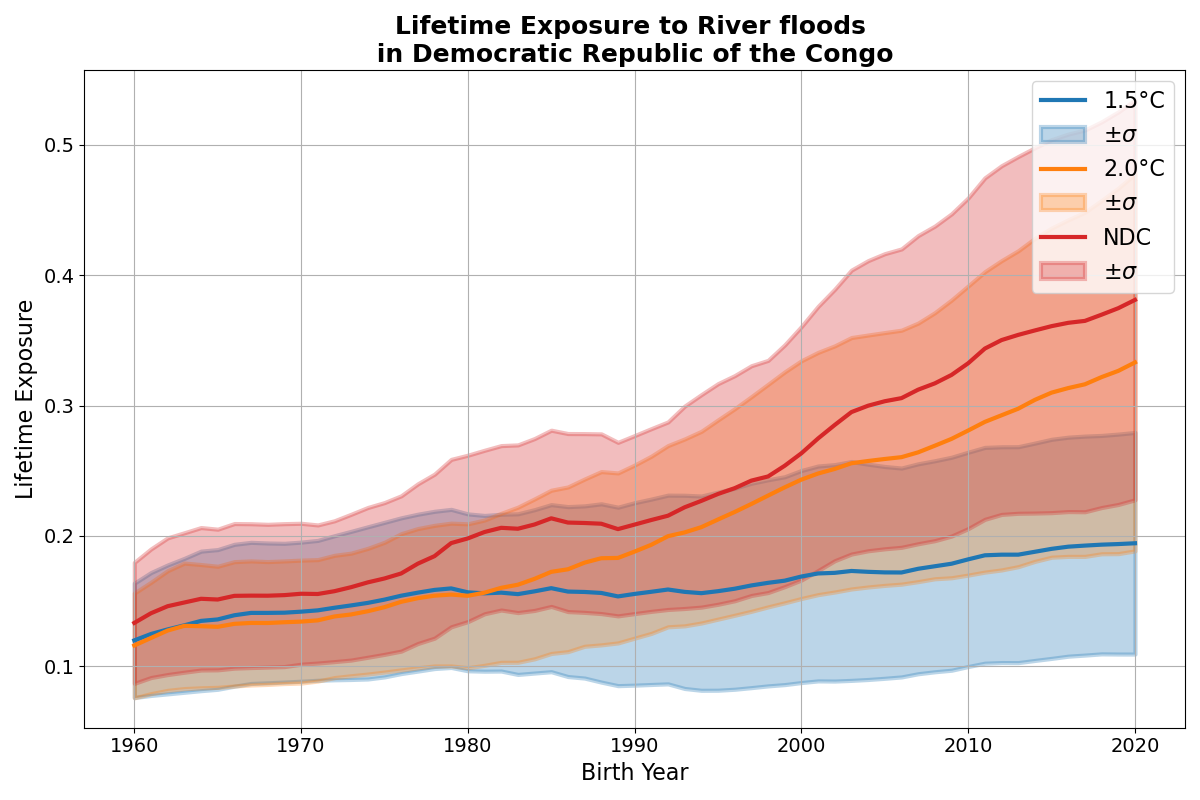 Lifetime Exposure to River floods
in Democratic Republic of the Congo
Lifetime Exposure
0.5
0.4
0.3
0.2
0.1
1960 1970 1980 1990 2000 2010 2020
Birth Year
1.5°C
±σ
2.0°C
±σ
NDC
±σ